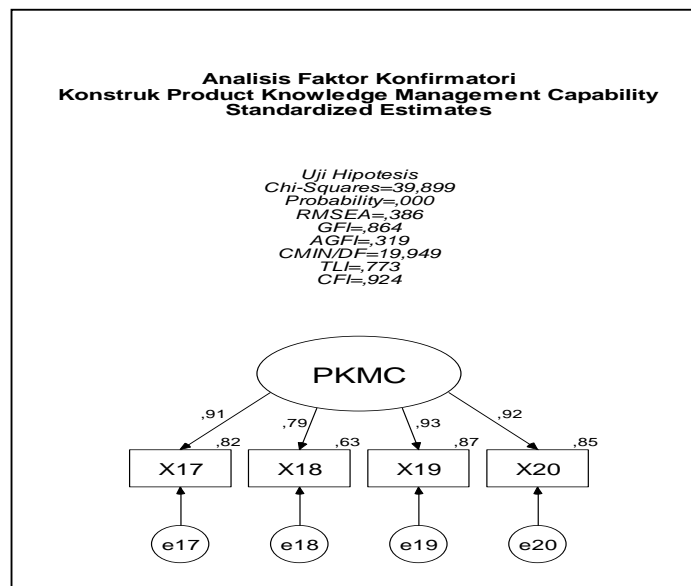 Analisis Faktor Konfirmatori
Konstruk Product Knowledge Management Capability
Standardized Estimates
Uji Hipotesis
Chi-Squares=39,899
Probability=,000
RMSEA=,386
GFI=,864
AGFI=,319
CMIN/DF=19,949
TLI=,773
CFI=,924
PKMC
,91 ,79 ,93 ,92
,82 ,63 ,87 ,85
X17 X18 X19 X20
e17 e18 e19 e20